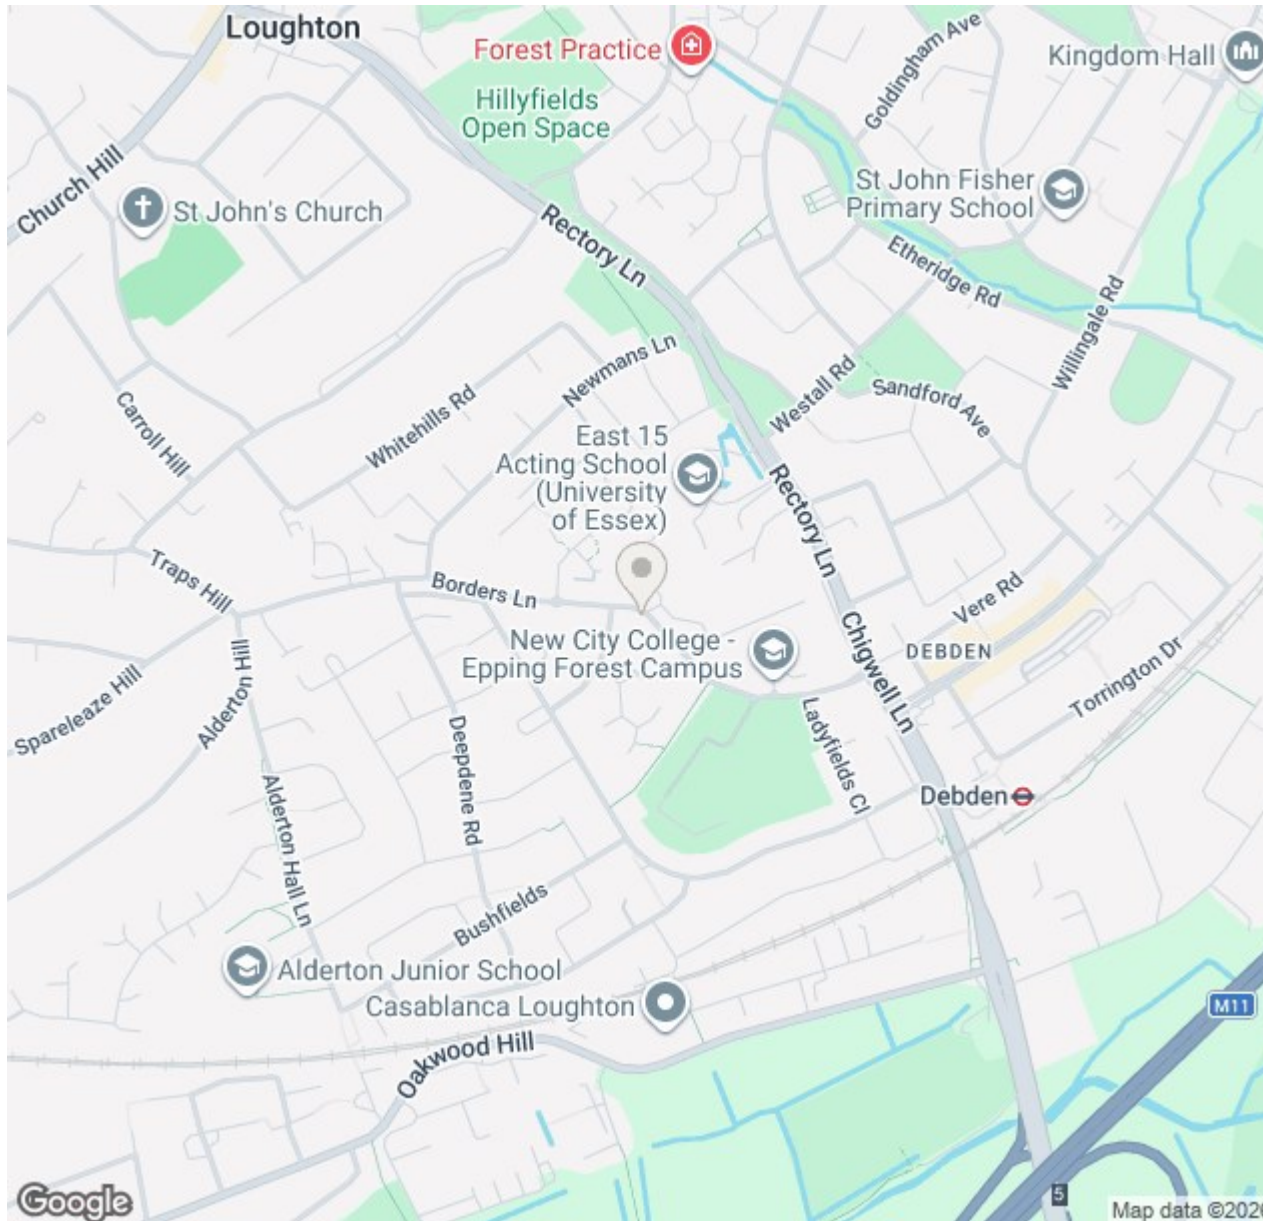 Loughton
Forest Practice
Kingdom Hall
Goldingham Ave
Hillyfields
Open Space
Church Hill
St John's Church
St John Fisher
Primary School
Rectory Ln
Etheridge Rd
Willingale Rd
Newmans Ln
Whitehills Rd
Westall Rd
Sandford Ave
Carroll Hill
East 15
Acting School
(University
of Essex)
Rectory Ln
Traps Hill
Borders Ln
Vere Rd
New City College -
Epping Forest Campus
Chigwell Ln
DEBDEN
Torrington Dr
Spareleaze Hill
Alderton Hill
Deepdene Rd
Ladyfields Cl
Alderton Hall Ln
Debden
Bushfields
Alderton Junior School
Casablanca Loughton
M11
Oakwood Hill
5
Google
Map data ©2026